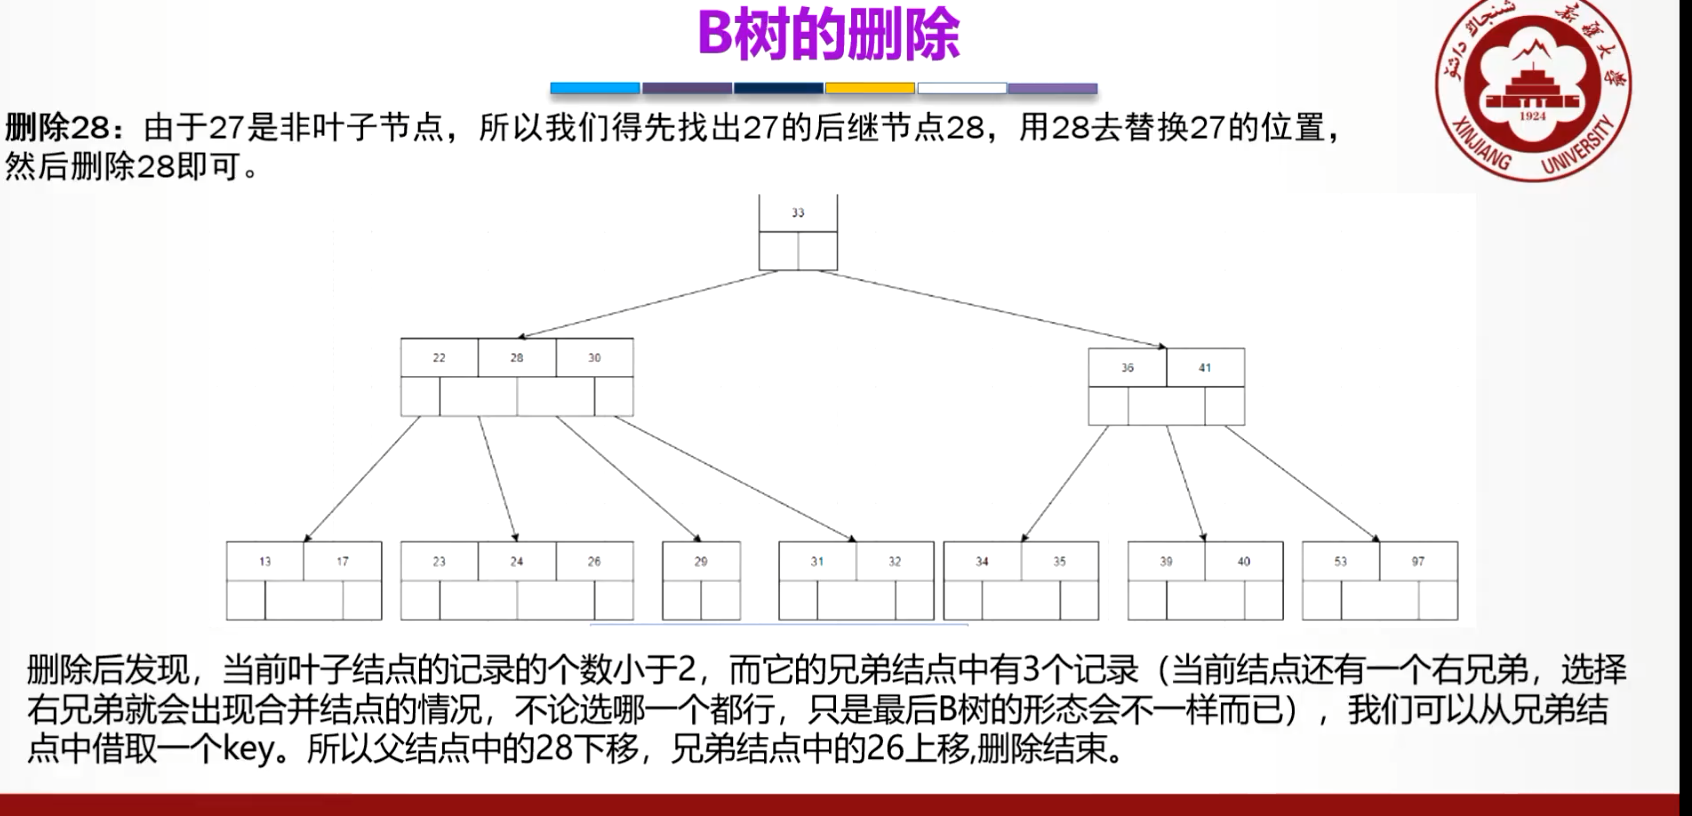 B树的删除
删除28：由于27是非叶子节点，所以我们得先找出27的后继节点28，用28去替换27的位置，
然后删除28即可。
新疆大学
1924
XINJIANG UNIVERSITY
33
22 28 30
36 41
13 17 23 24 26 29 31 32 34 35 39 40 53 97
删除后发现，当前叶子结点的记录的个数小于2，而它的兄弟结点中有3个记录（当前结点还有一个右兄弟，选择
右兄弟就会出现合并结点的情况，不论选哪一个都行，只是最后B树的形态会不一样而已），我们可以从兄弟结
点中借取一个key。所以父结点中的28下移，兄弟结点中的26上移,删除结束。